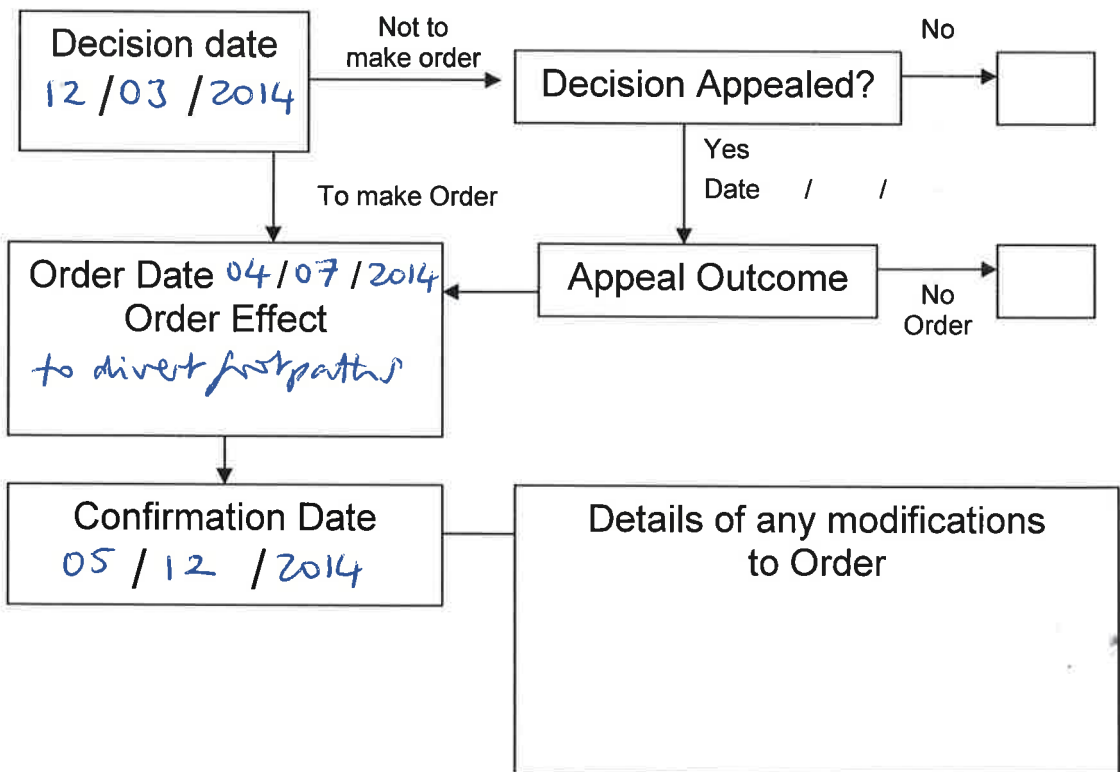 Decision date
12/03/2014
Not to
make order
Decision Appealed?
No
To make Order
Yes
Date / /
Order Date 04/07/2014
Order Effect
to divert footpaths
Appeal Outcome
No
Order
Confirmation Date
05/12/2014
Details of any modifications
to Order